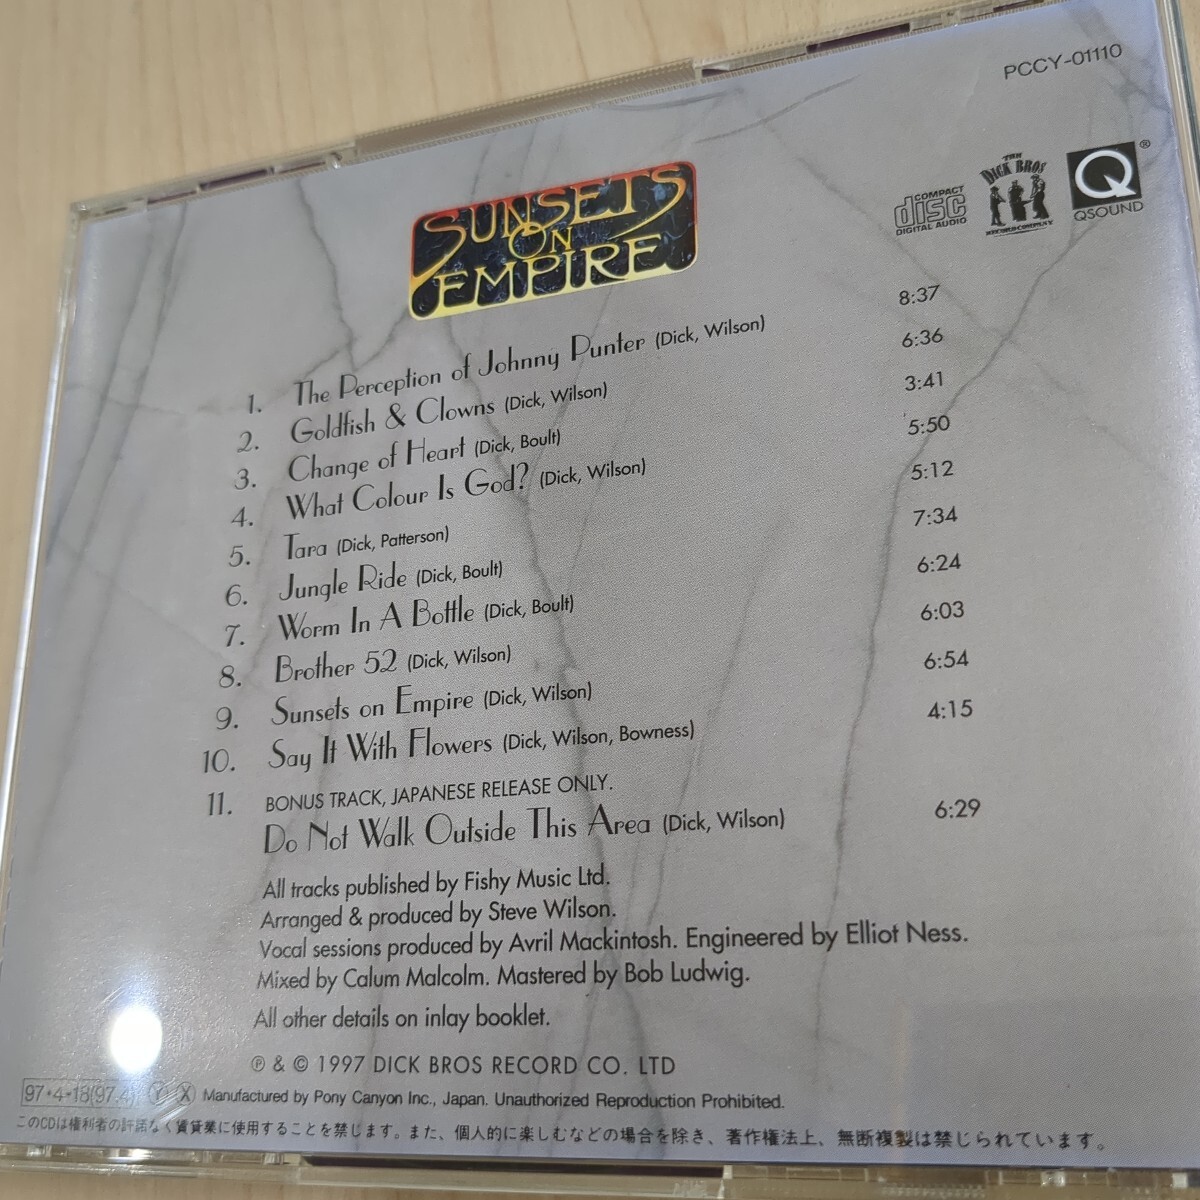 PCCY-01110
COMPACT
disc
DIGITAL AUDIO
THE
DICK BROS
RECORD COMPANY
Q
®
QSOUND
SUNSETS
ON
EMPIRE
1. The Perception of Johnny Punter (Dick, Wilson) 8:37
2. Goldfish & Clowns (Dick, Wilson) 6:36
3. Change of Heart (Dick, Boult) 3:41
4. What Colour Is God? (Dick, Wilson) 5:50
5. Tara (Dick, Patterson) 5:12
6. Jungle Ride (Dick, Boult) 7:34
7. Worm In A Bottle (Dick, Boult) 6:24
8. Brother 52 (Dick, Wilson) 6:03
9. Sunsets on Empire (Dick, Wilson) 6:54
10. Say It With Flowers (Dick, Wilson, Bowness) 4:15
11. BONUS TRACK, JAPANESE RELEASE ONLY.
Do Not Walk Outside This Area (Dick, Wilson) 6:29
All tracks published by Fishy Music Ltd.
Arranged & produced by Steve Wilson.
Vocal sessions produced by Avril Mackintosh. Engineered by Elliot Ness.
Mixed by Calum Malcolm. Mastered by Bob Ludwig.
All other details on inlay booklet.
℗ & © 1997 DICK BROS RECORD CO. LTD
97・4・18(97.4) Ⓨ Ⓧ Manufactured by Pony Canyon Inc., Japan. Unauthorized Reproduction Prohibited.
このCDは権利者の許諾なく賃貸業に使用することを禁じます。また、個人的に楽しむなどの場合を除き、著作権法上、無断複製は禁じられています。